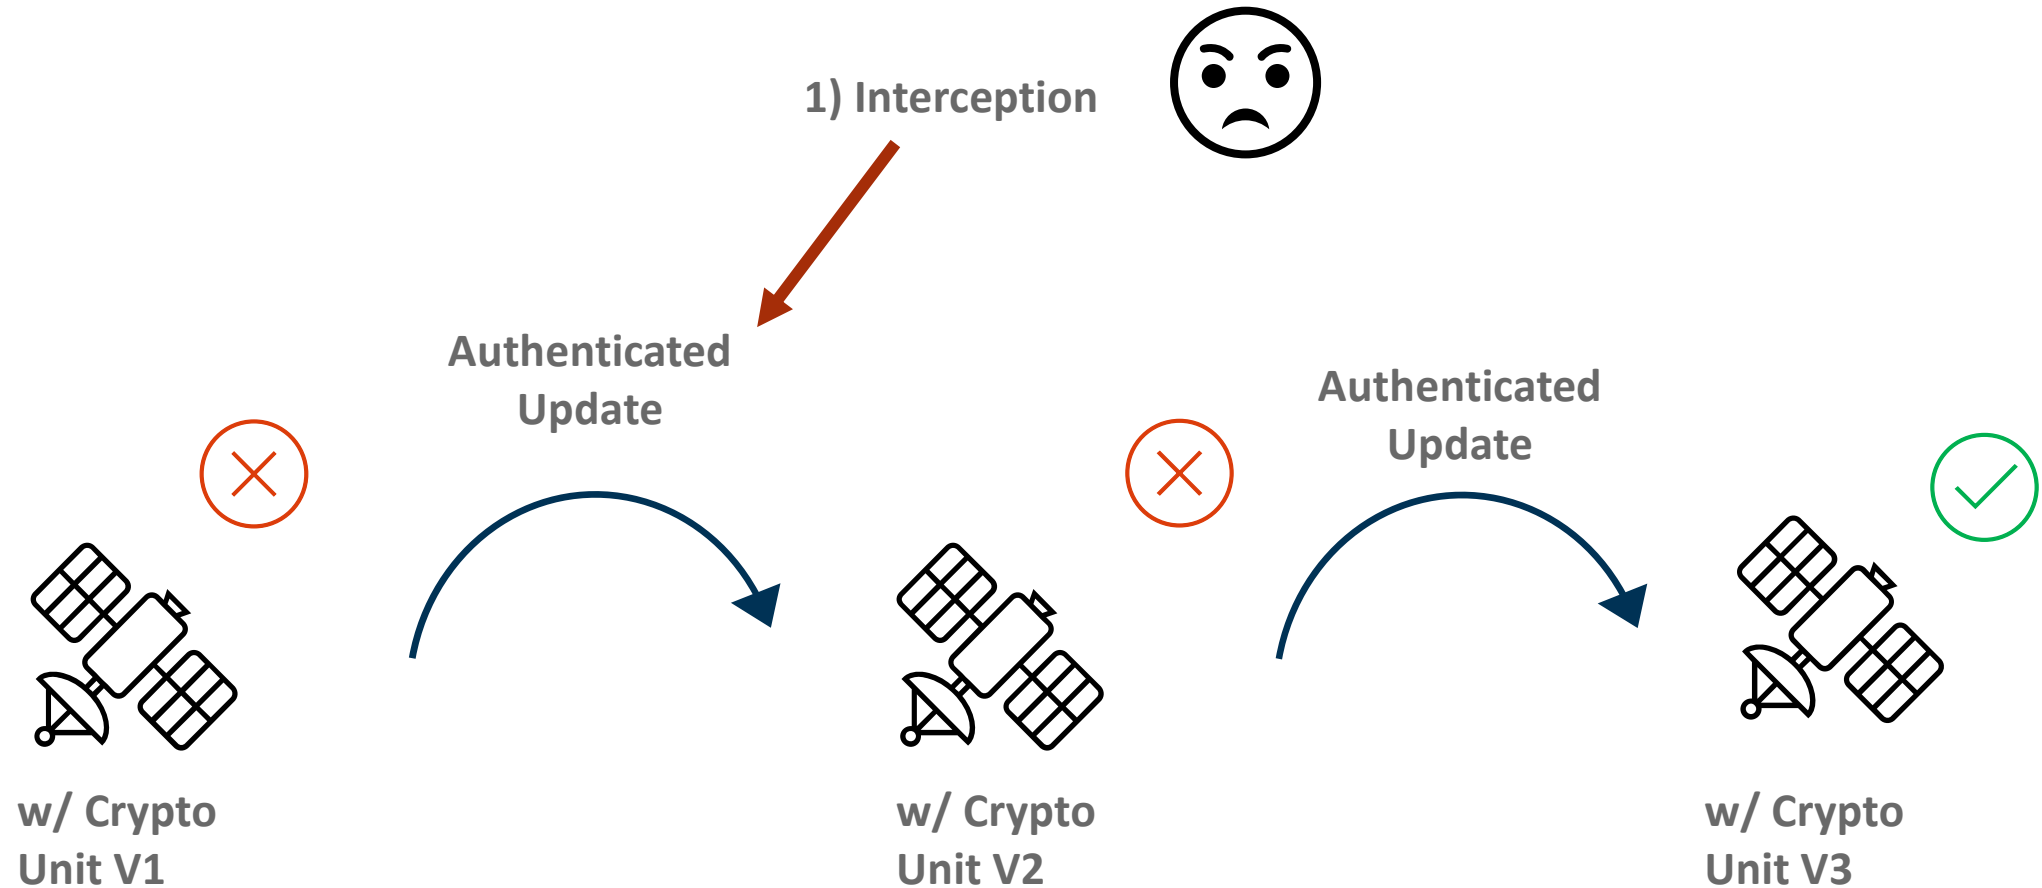 1) Interception
Authenticated
Update
Authenticated
Update
w/ Crypto
Unit V1
w/ Crypto
Unit V2
w/ Crypto
Unit V3